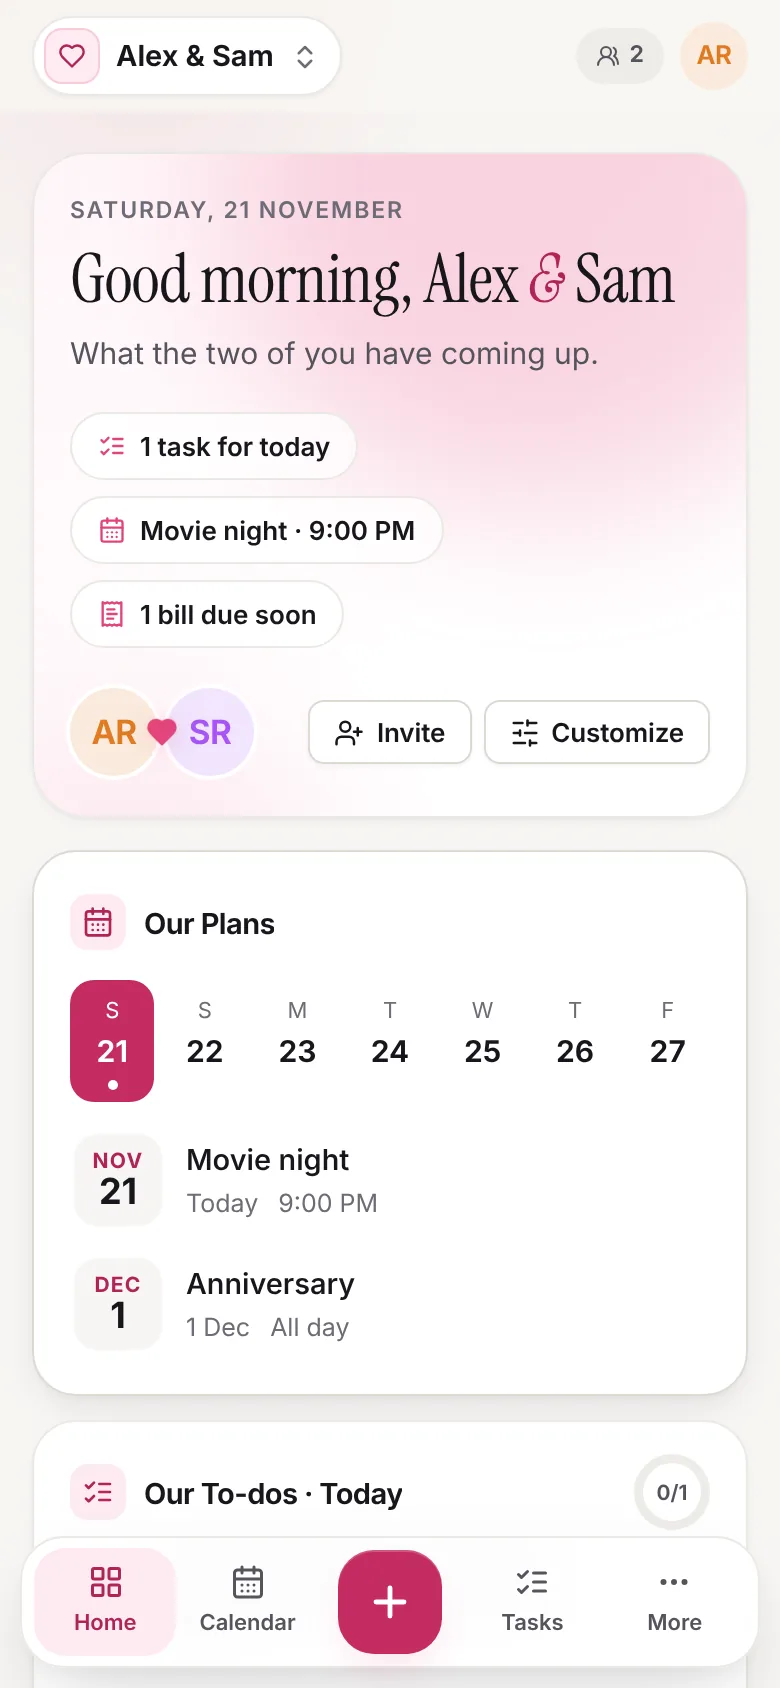 Alex & Sam
2
AR
SATURDAY, 21 NOVEMBER
Good morning, Alex & Sam
What the two of you have coming up.
1 task for today
Movie night · 9:00 PM
1 bill due soon
AR SR
Invite
Customize
Our Plans
S S M T W T F
21 22 23 24 25 26 27
NOV
21
Movie night
Today 9:00 PM
DEC
1
Anniversary
1 Dec All day
Our To-dos · Today
0/1
Home
Calendar
Tasks
More